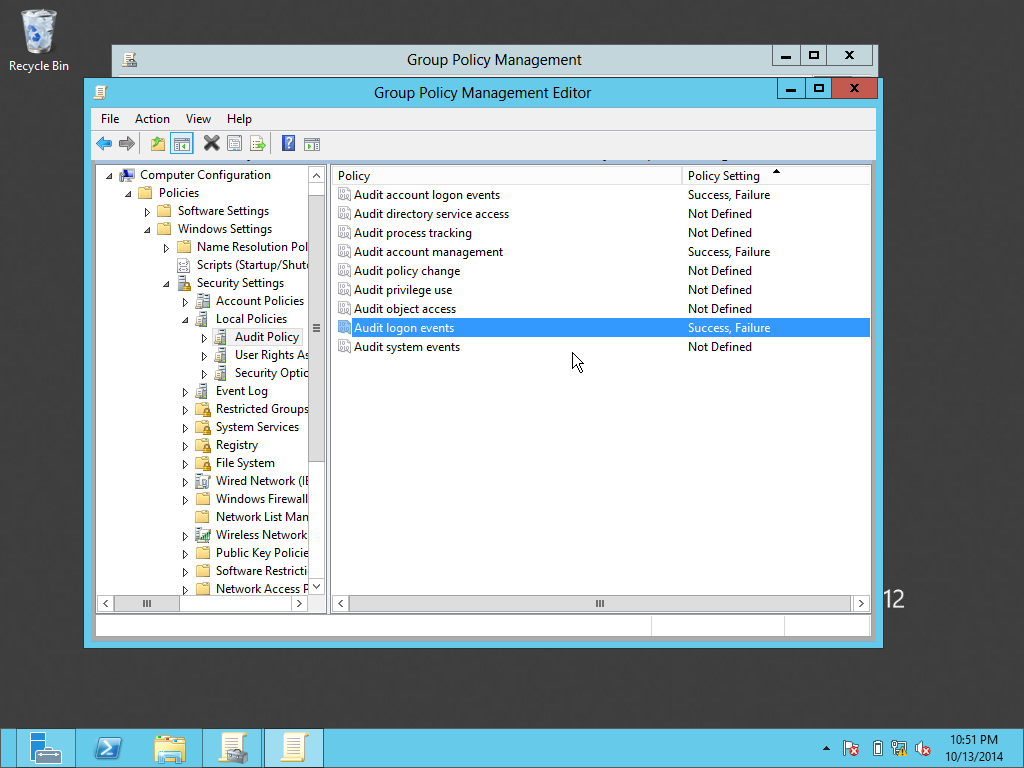 Recycle Bin
Group Policy Management
Group Policy Management Editor
File Action View Help
Computer Configuration
Policies
Software Settings
Windows Settings
Name Resolution Pol
Scripts (Startup/Shut
Security Settings
Account Policies
Local Policies
Audit Policy
User Rights As
Security Optio
Event Log
Restricted Groups
System Services
Registry
File System
Wired Network (IE
Windows Firewall
Network List Man
Wireless Network
Public Key Policie
Software Restricti
Network Access P
Policy Policy Setting
Audit account logon events Success, Failure
Audit directory service access Not Defined
Audit process tracking Not Defined
Audit account management Success, Failure
Audit policy change Not Defined
Audit privilege use Not Defined
Audit object access Not Defined
Audit logon events Success, Failure
Audit system events Not Defined
12
10:51 PM
10/13/2014